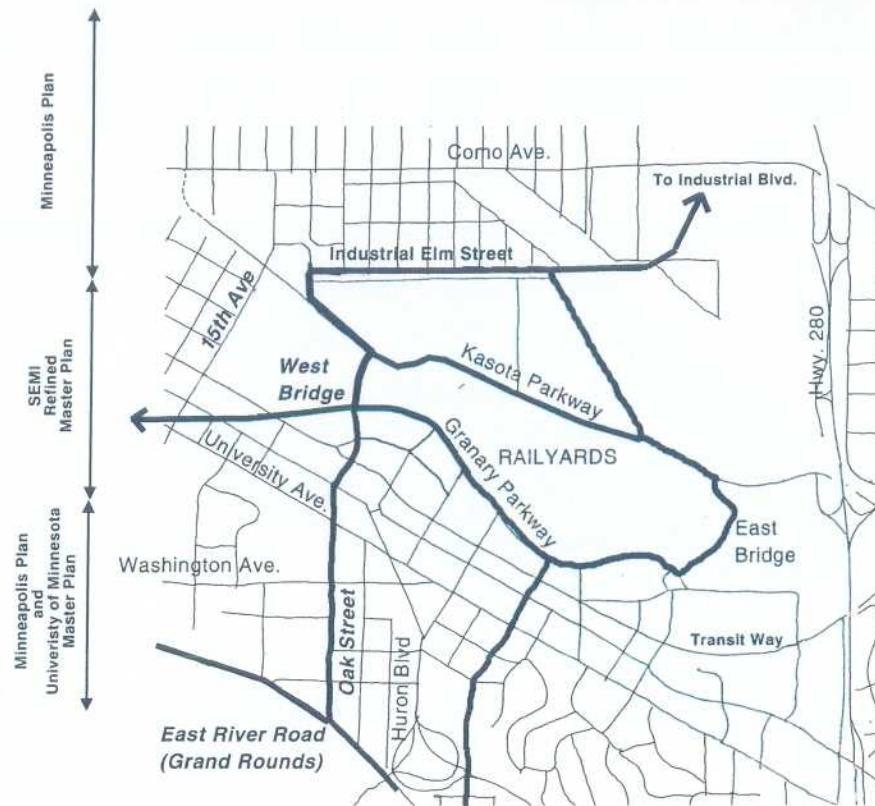 Minneapolis Plan
SEMI
Refined
Master Plan
Minneapolis Plan
and
Univeristy of Minnesota
Master Plan
Como Ave.
To Industrial Blvd.
Industrial Elm Street
15th Ave
Hwy. 280
West
Bridge
Kasota Parkway
University Ave.
Granary Parkway
RAILYARDS
East
Bridge
Washington Ave.
Oak Street
Huron Blvd
Transit Way
East River Road
(Grand Rounds)